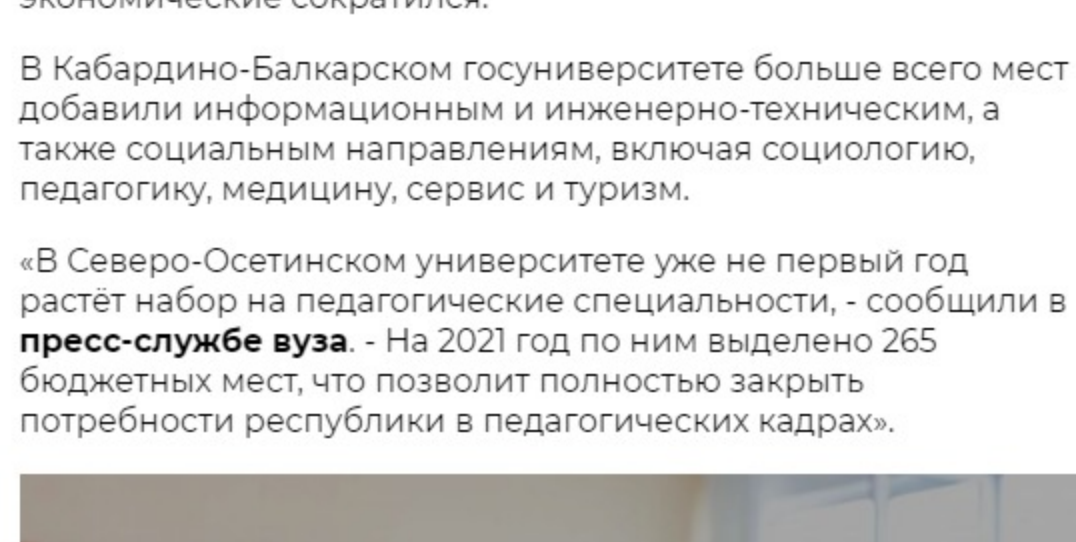 экономические сократился.
В Кабардино-Балкарском госуниверситете больше всего мест
добавили информационным и инженерно-техническим, а
также социальным направлениям, включая социологию,
педагогику, медицину, сервис и туризм.
«В Северо-Осетинском университете уже не первый год
растёт набор на педагогические специальности, - сообщили в
пресс-службе вуза. - На 2021 год по ним выделено 265
бюджетных мест, что позволит полностью закрыть
потребности республики в педагогических кадрах».